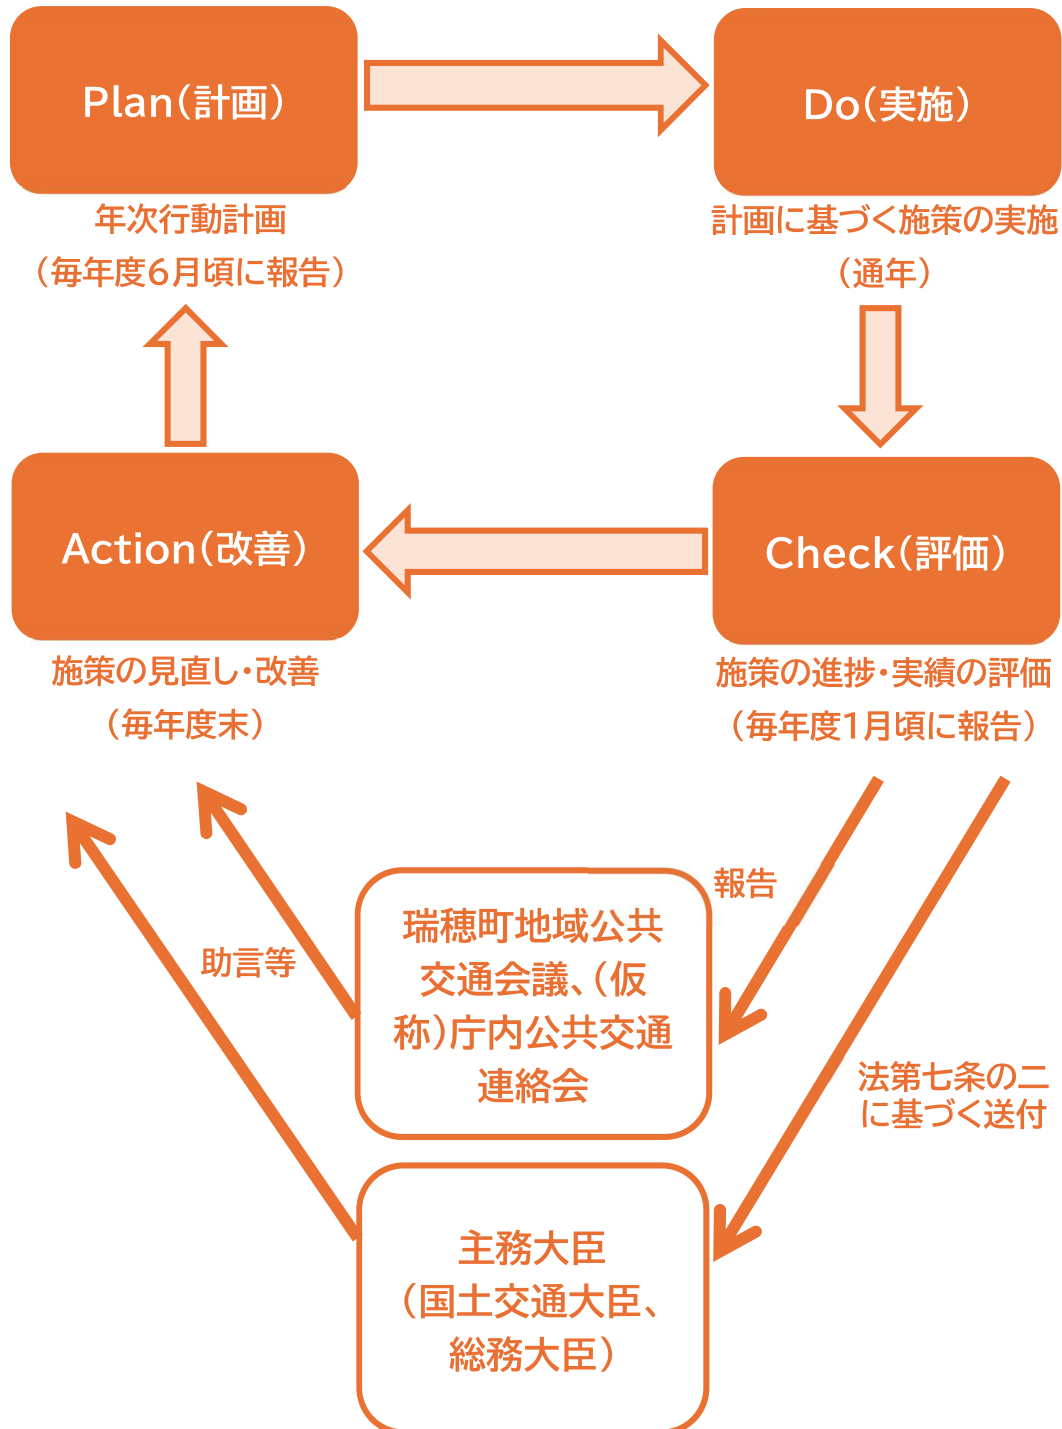 Plan(計画)
Do(実施)
年次行動計画
(毎年度6月頃に報告)
計画に基づく施策の実施
(通年)
Action(改善)
Check(評価)
施策の見直し・改善
(毎年度末)
施策の進捗・実績の評価
(毎年度1月頃に報告)
報告
助言等
瑞穂町地域公共
交通会議、(仮
称)庁内公共交通
連絡会
法第七条の二
に基づく送付
主務大臣
(国土交通大臣、
総務大臣)